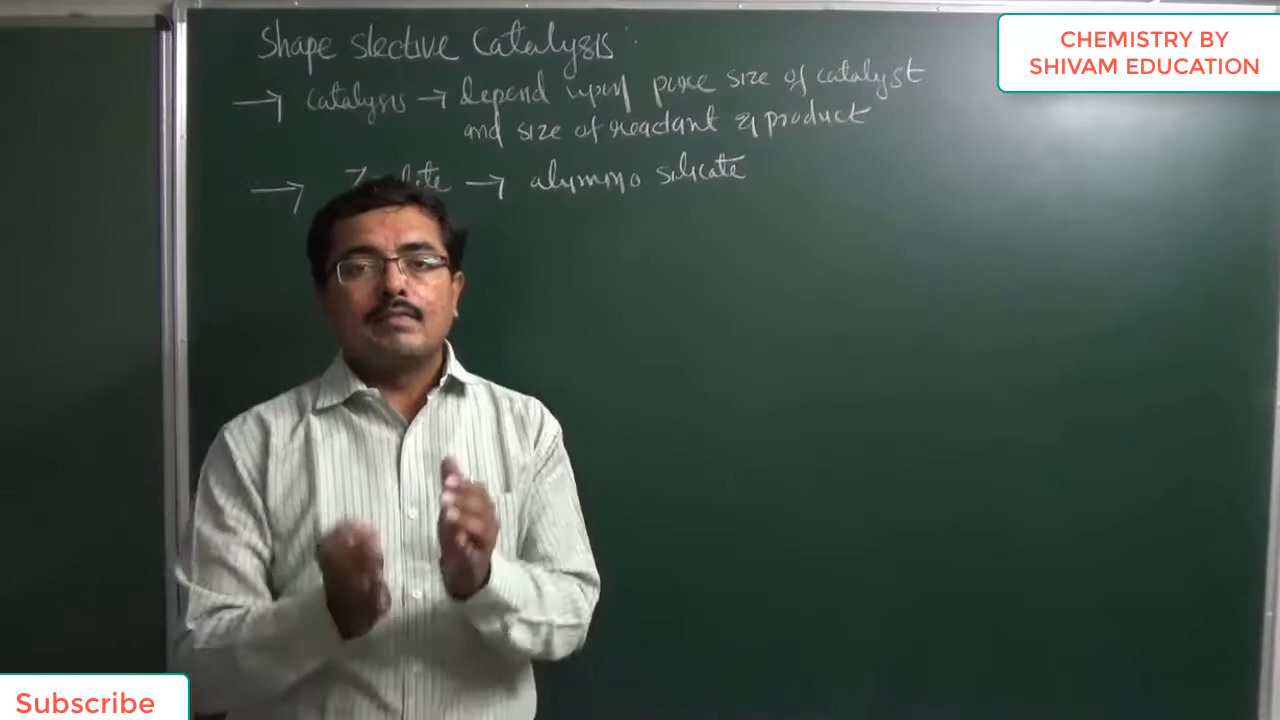 Shape Slective Catalysis
→ Catalysis → Depend upon pore size of catalyst
and size of reactant & product
→ → alumino silicate
CHEMISTRY BY
SHIVAM EDUCATION
Subscribe